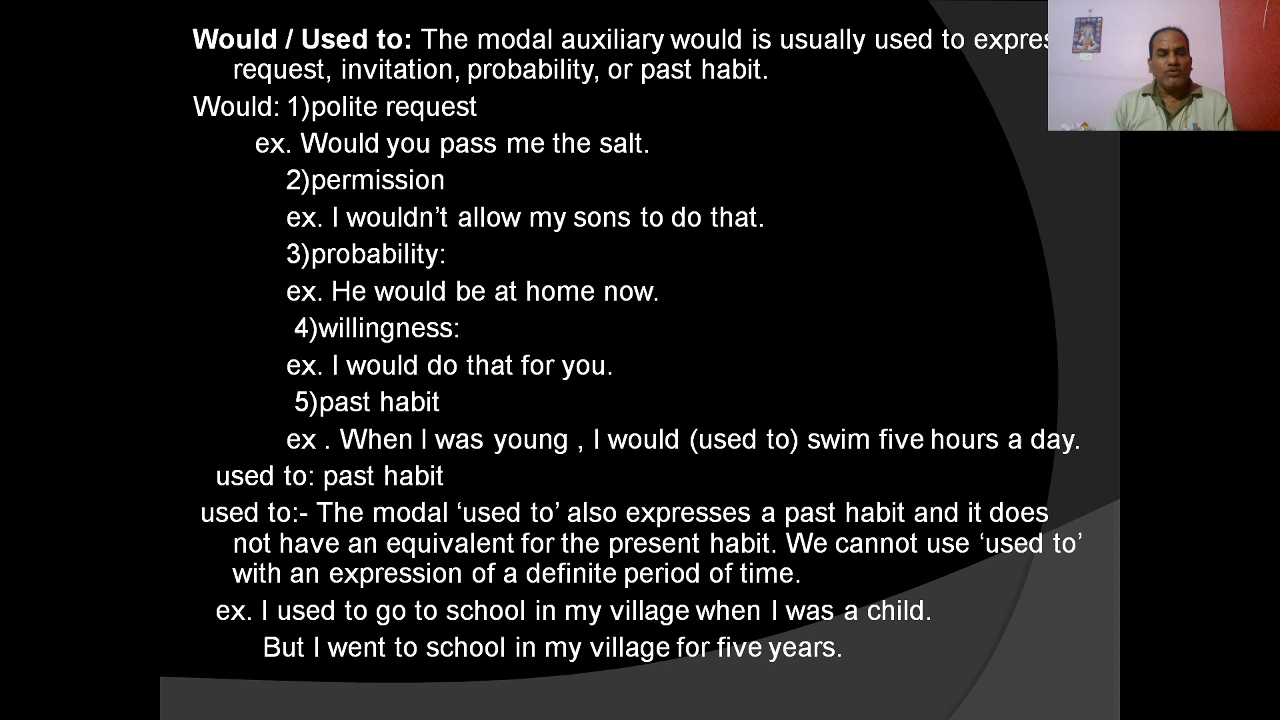 Would / Used to: The modal auxiliary would is usually used to
request, invitation, probability, or past habit.
Would: 1)polite request
ex. Would you pass me the salt.
2)permission
ex. I wouldn’t allow my sons to do that.
3)probability:
ex. He would be at home now.
4)willingness:
ex. I would do that for you.
5)past habit
ex . When I was young , I would (used to) swim five hours a day.
used to: past habit
used to:- The modal ‘used to’ also expresses a past habit and it does
not have an equivalent for the present habit. We cannot use ‘used to’
with an expression of a definite period of time.
ex. I used to go to school in my village when I was a child.
But I went to school in my village for five years.